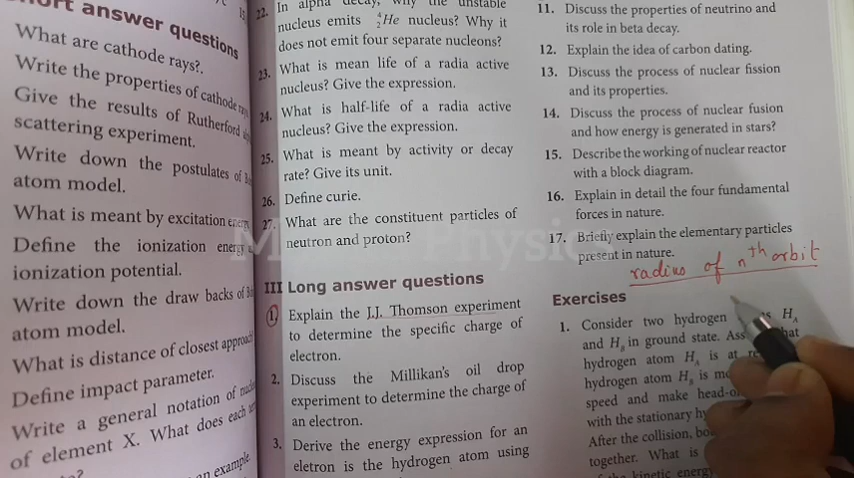 short answer questions
What are cathode rays?.
Write the properties of cathode rays
Give the results of Rutherford
scattering experiment.
Write down the postulates of
atom model.
What is meant by excitation energy
Define the ionization energy
ionization potential.
Write down the draw backs of
atom model.
What is distance of closest approach
Define impact parameter.
Write a general notation of
of element X. What does each
an example.
22. In alpha decay, why the unstable
nucleus emits ⁴₂He nucleus? Why it
does not emit four separate nucleons?
23. What is mean life of a radia active
nucleus? Give the expression.
24. What is half-life of a radia active
nucleus? Give the expression.
25. What is meant by activity or decay
rate? Give its unit.
26. Define curie.
27. What are the constituent particles of
neutron and proton?
III Long answer questions
1. Explain the J.J. Thomson experiment
to determine the specific charge of
electron.
2. Discuss the Millikan's oil drop
experiment to determine the charge of
an electron.
3. Derive the energy expression for an
eletron is the hydrogen atom using
11. Discuss the properties of neutrino and
its role in beta decay.
12. Explain the idea of carbon dating.
13. Discuss the process of nuclear fission
and its properties.
14. Discuss the process of nuclear fusion
and how energy is generated in stars?
15. Describe the working of nuclear reactor
with a block diagram.
16. Explain in detail the four fundamental
forces in nature.
17. Briefly explain the elementary particles
present in nature.
radius of nth orbit
Exercises
1. Consider two hydrogen H_A
and H_B in ground state.
hydrogen atom H_A is at
hydrogen atom H_B is
speed and make
with the stationary
After the collision,
together. What is
kinetic energy
Physics